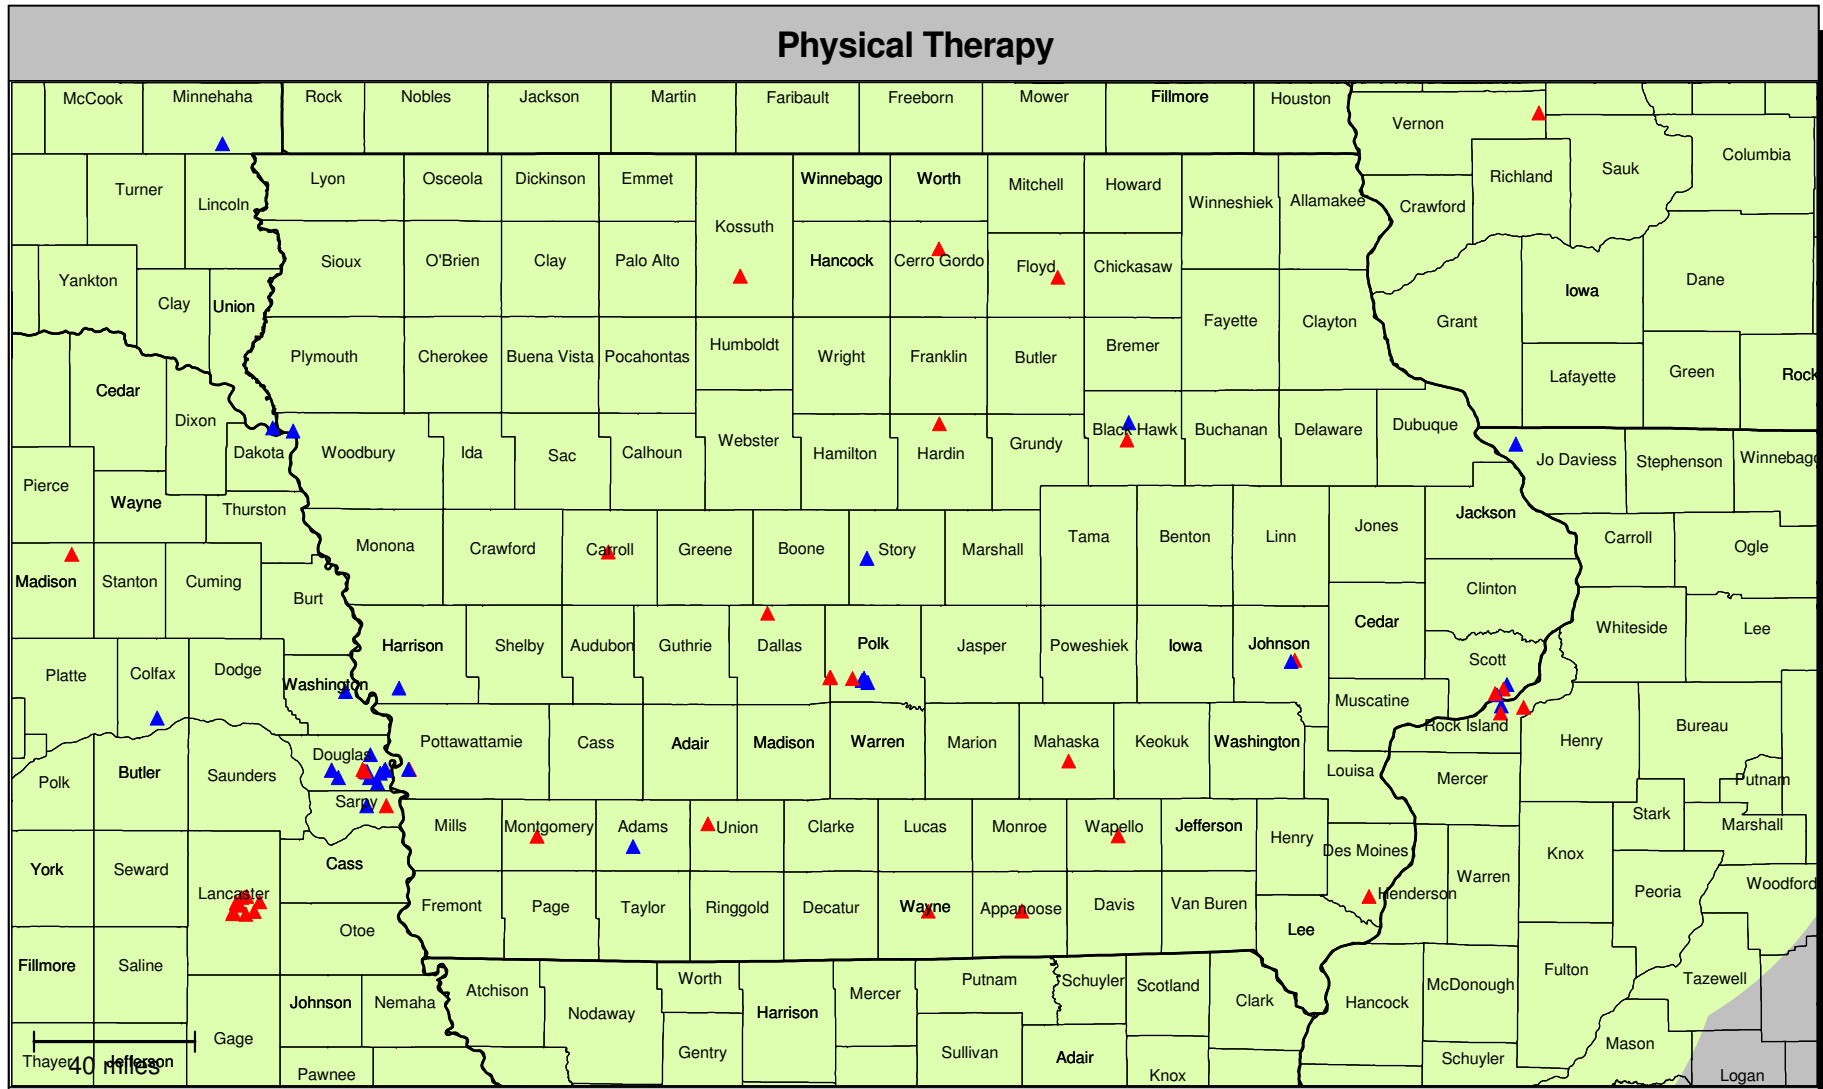 Physical Therapy
McCook Minnehaha Rock Nobles Jackson Martin Faribault Freeborn Mower Fillmore Houston
Vernon
Turner Lincoln Lyon Osceola Dickinson Emmet Winnebago Worth Mitchell Howard Winneshiek Allamakee Crawford Richland Sauk Columbia
Kossuth
Yankton Clay Union Sioux O'Brien Clay Palo Alto Hancock Cerro Gordo Floyd Chickasaw Iowa Dane
Fayette Clayton Grant
Plymouth Cherokee Buena Vista Pocahontas Humboldt Wright Franklin Butler Bremer Lafayette Green Rock
Cedar Dixon
Dakota Woodbury Ida Sac Calhoun Webster Hamilton Hardin Grundy Black Hawk Buchanan Delaware Dubuque Jo Daviess Stephenson Winnebago
Pierce Wayne Thurston
Monona Crawford Carroll Greene Boone Story Marshall Tama Benton Linn Jones Jackson Carroll Ogle
Madison Stanton Cuming Burt Clinton
Harrison Shelby Audubon Guthrie Dallas Polk Jasper Poweshiek Iowa Johnson Cedar Scott Whiteside Lee
Platte Colfax Dodge Washington Muscatine
Rock Island Henry Bureau
Pottawattamie Cass Adair Madison Warren Marion Mahaska Keokuk Washington
Polk Butler Saunders Douglas Louisa Mercer Putnam
Sarpy Mills Montgomery Adams Union Clarke Lucas Monroe Wapello Jefferson Henry Des Moines Stark Marshall
York Seward Cass Knox
Lancaster Henderson Warren Peoria Woodford
Fremont Page Taylor Ringgold Decatur Wayne Appanoose Davis Van Buren Lee
Otoe
Fillmore Saline Fulton Tazewell
Johnson Nemaha Atchison Nodaway Worth Harrison Mercer Putnam Schuyler Scotland Clark Hancock McDonough
Gage Gentry Sullivan Adair Schuyler Mason
Thayer Jefferson Pawnee Knox Logan
40 miles